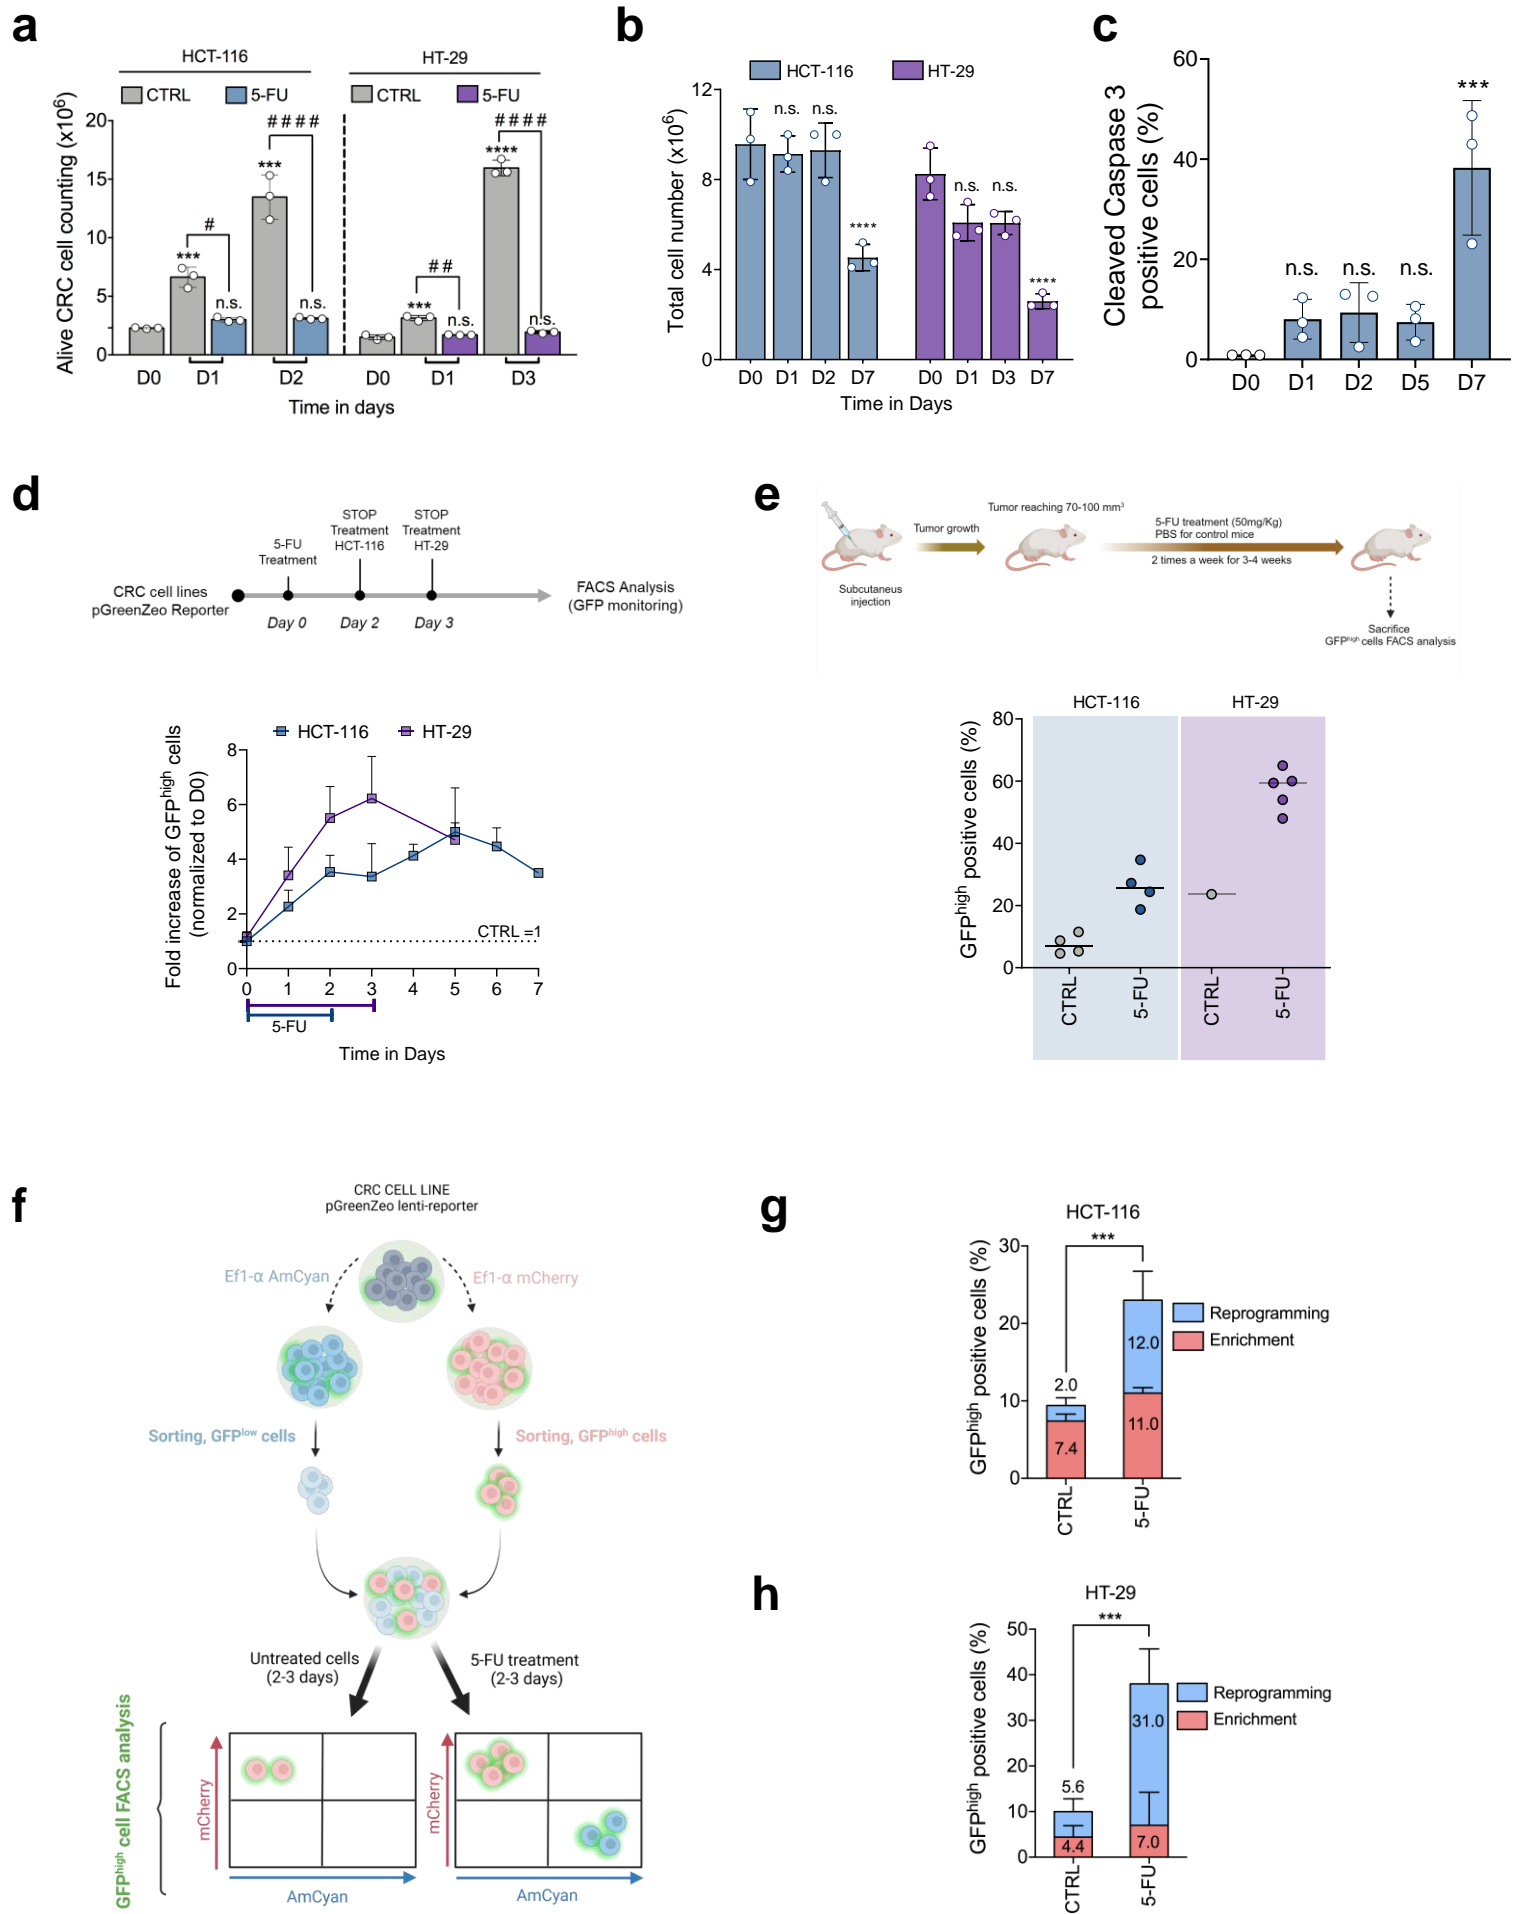 a
HCT-116
HT-29
CTRL
5-FU
CTRL
5-FU
Alive CRC cell counting (x10⁶)
20
15
10
5
0
***
#
n.s.
***
####
n.s.
***
##
n.s.
****
####
n.s.
D0
D1
D2
D0
D1
D3
Time in days
b
HCT-116
HT-29
Total cell number (x10⁶)
12
8
4
0
n.s.
n.s.
****
n.s.
n.s.
****
D0
D1
D2
D7
D0
D1
D3
D7
Time in Days
c
Cleaved Caspase 3
positive cells (%)
60
40
20
0
n.s.
n.s.
n.s.
***
D0
D1
D2
D5
D7
d
CRC cell lines
pGreenZeo Reporter
5-FU
Treatment
STOP
Treatment
HCT-116
STOP
Treatment
HT-29
Day 0
Day 2
Day 3
FACS Analysis
(GFP monitoring)
HCT-116
HT-29
Fold increase of GFPhigh cells
(normalized to D0)
8
6
4
2
0
CTRL =1
0
1
2
3
4
5
6
7
5-FU
Time in Days
e
Subcutaneus
injection
Tumor growth
Tumor reaching 70-100 mm³
5-FU treatment (50mg/Kg)
PBS for control mice
2 times a week for 3-4 weeks
Sacrifice
GFPhigh cells FACS analysis
HCT-116
HT-29
GFPhigh positive cells (%)
80
60
40
20
0
CTRL
5-FU
CTRL
5-FU
f
CRC CELL LINE
pGreenZeo lenti-reporter
Ef1-α AmCyan
Ef1-α mCherry
Sorting, GFPlow cells
Sorting, GFPhigh cells
Untreated cells
(2-3 days)
5-FU treatment
(2-3 days)
GFPhigh cell FACS analysis
mCherry
AmCyan
mCherry
AmCyan
g
HCT-116
GFPhigh positive cells (%)
30
20
10
0
***
2.0
7.4
12.0
11.0
Reprogramming
Enrichment
CTRL
5-FU
h
HT-29
GFPhigh positive cells (%)
50
40
30
20
10
0
***
5.6
4.4
31.0
7.0
Reprogramming
Enrichment
CTRL
5-FU